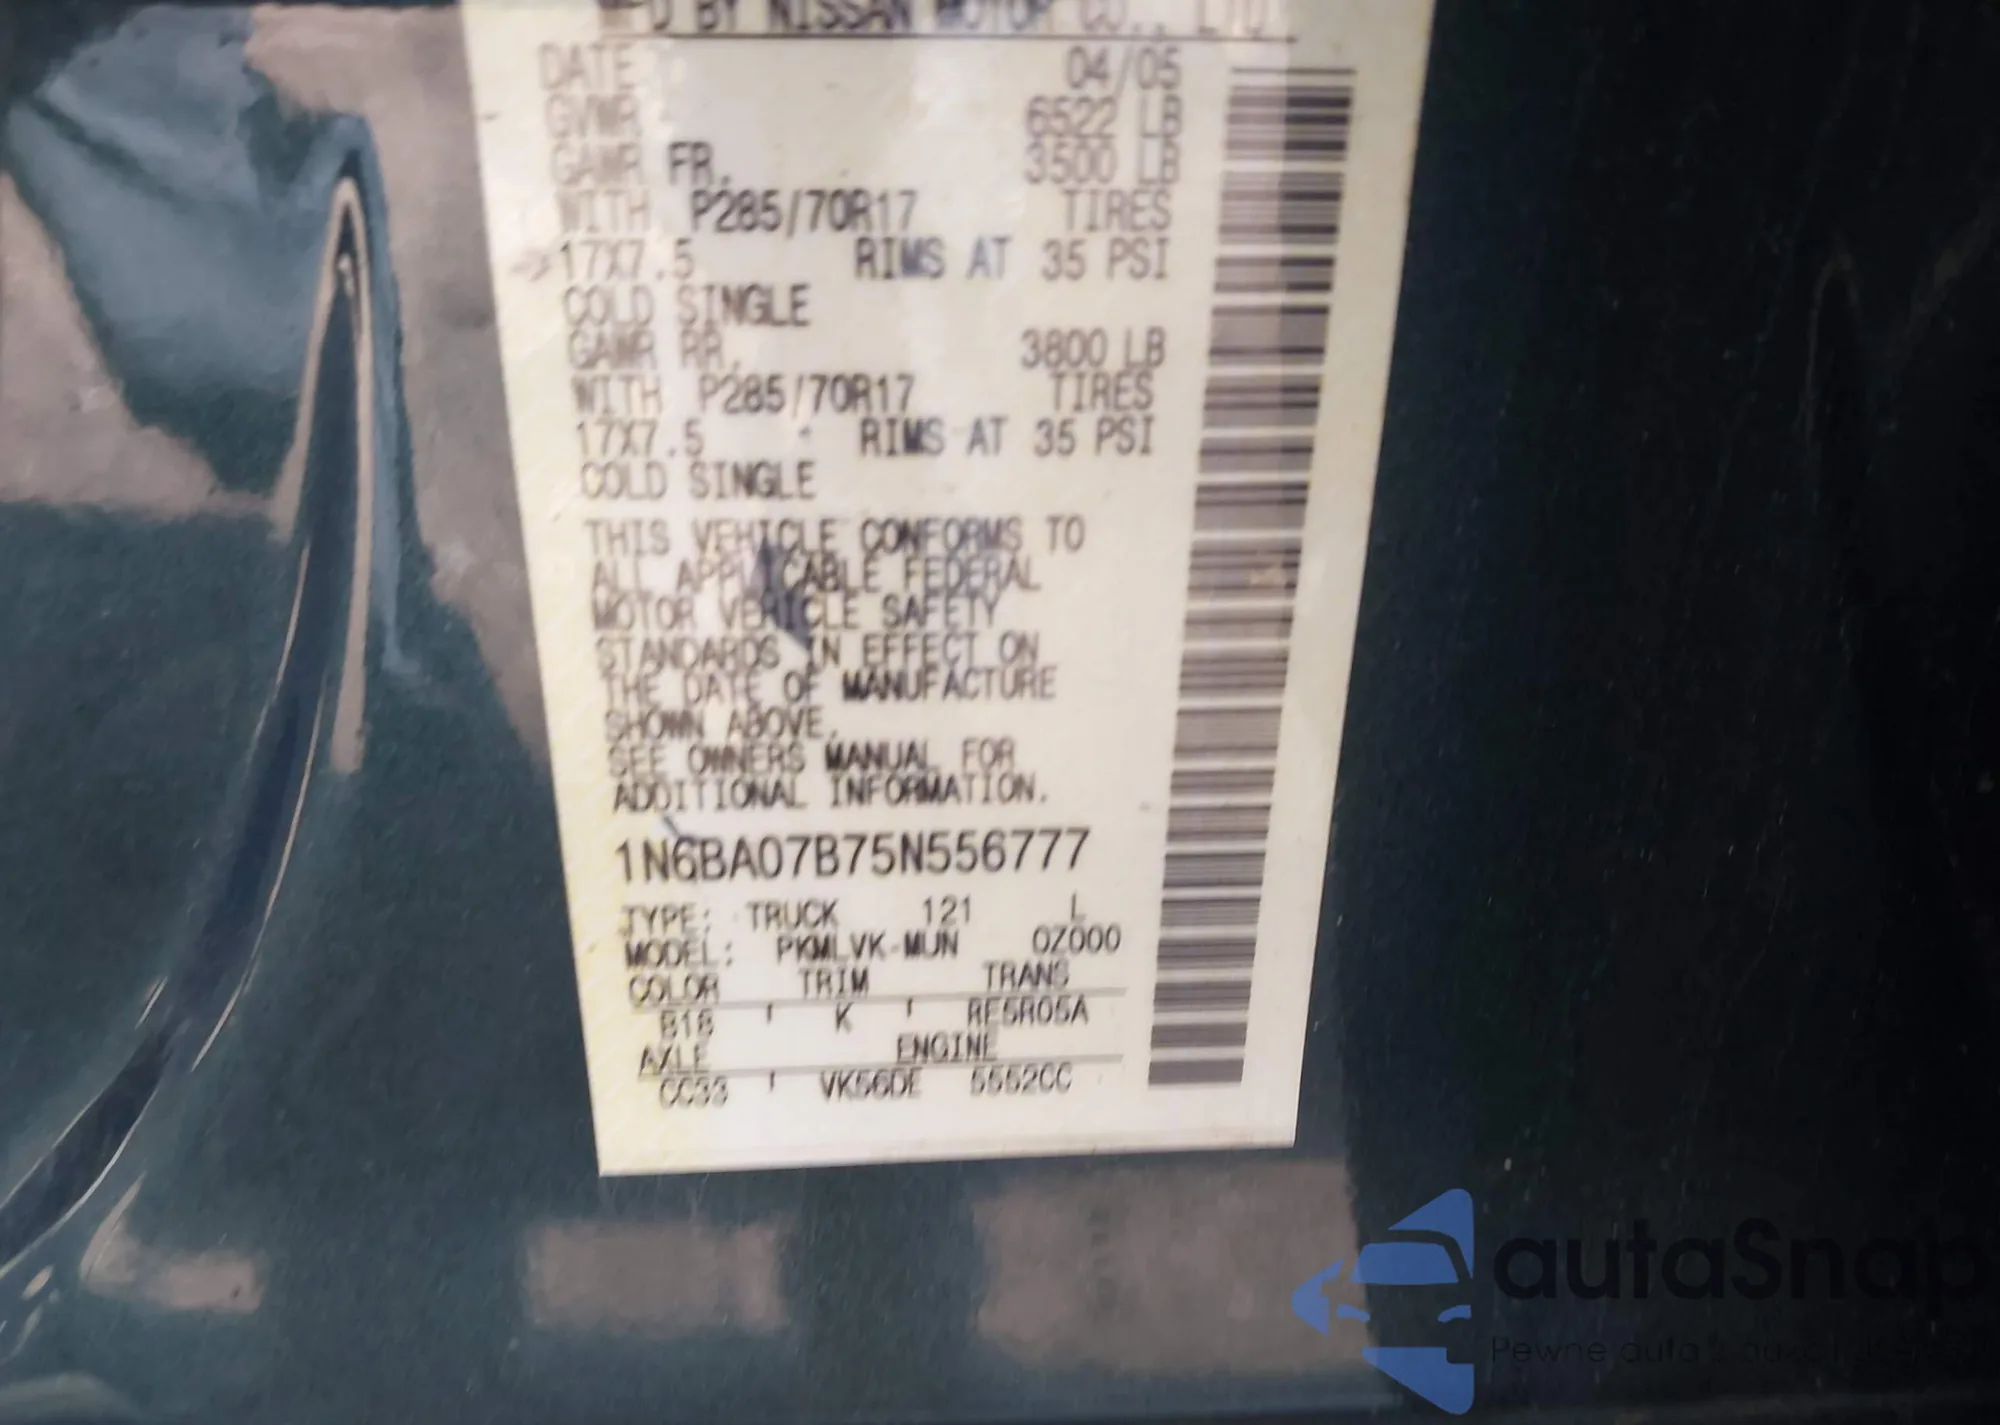 MFD BY NISSAN MOTOR CO., LTD
DATE 04/05
GVWR 6522 LB
GAWR FR. 3500 LB
WITH P285/70R17 TIRES
17X7.5 RIMS AT 35 PSI
COLD SINGLE
GAWR RR. 3800 LB
WITH P285/70R17 TIRES
17X7.5 RIMS AT 35 PSI
COLD SINGLE
THIS VEHICLE CONFORMS TO
ALL APPLICABLE FEDERAL
MOTOR VEHICLE SAFETY
STANDARDS IN EFFECT ON
THE DATE OF MANUFACTURE
SHOWN ABOVE.
SEE OWNERS MANUAL FOR
ADDITIONAL INFORMATION.
1N6BA07B75N556777
TYPE: TRUCK 121 L
MODEL: PKMLVK-MUN 0Z000
COLOR TRIM TRANS
B18 K RE5R05A
AXLE ENGINE
CC33 VK56DE 5552CC
autaSnap
Pewne auta z